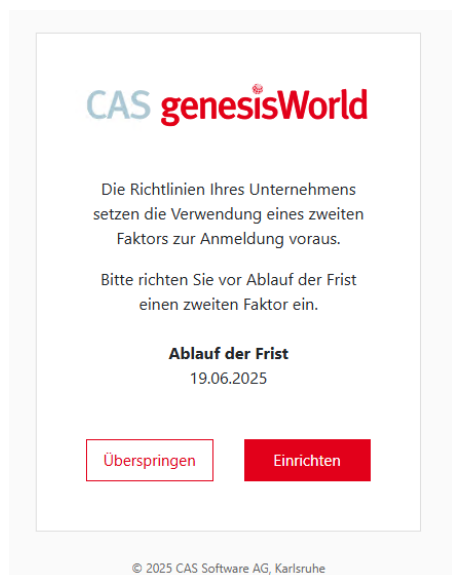 CAS genesisWorld
Die Richtlinien Ihres Unternehmens
setzen die Verwendung eines zweiten
Faktors zur Anmeldung voraus.
Bitte richten Sie vor Ablauf der Frist
einen zweiten Faktor ein.
Ablauf der Frist
19.06.2025
Überspringen Einrichten
© 2025 CAS Software AG, Karlsruhe